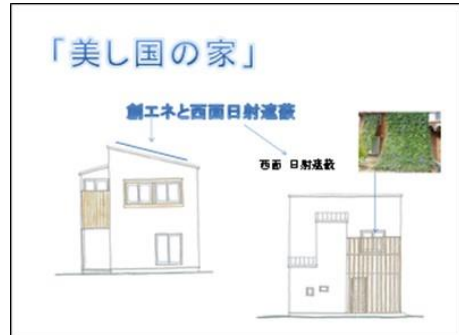 「美し国の家」
創エネと西面日射遮蔽
西面 日射遮蔽